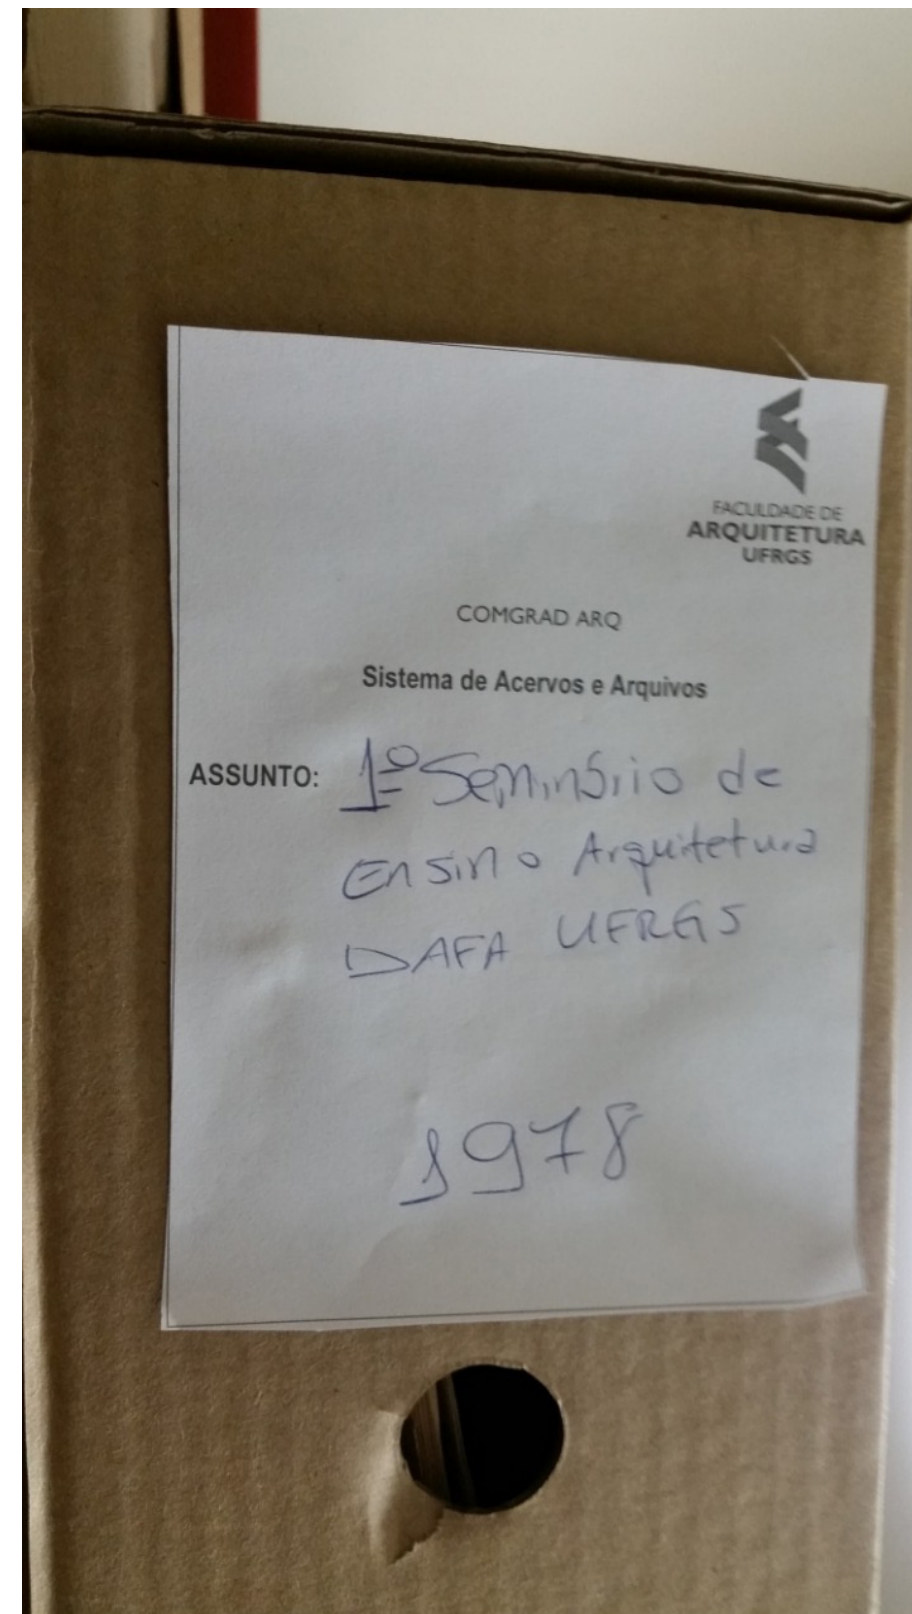 FACULDADE DE
ARQUITETURA
UFRGS
COMGRAD ARQ
Sistema de Acervos e Arquivos
ASSUNTO: 1º Seminário de
Ensino Arquitetura
DAFA UFRGS
1978